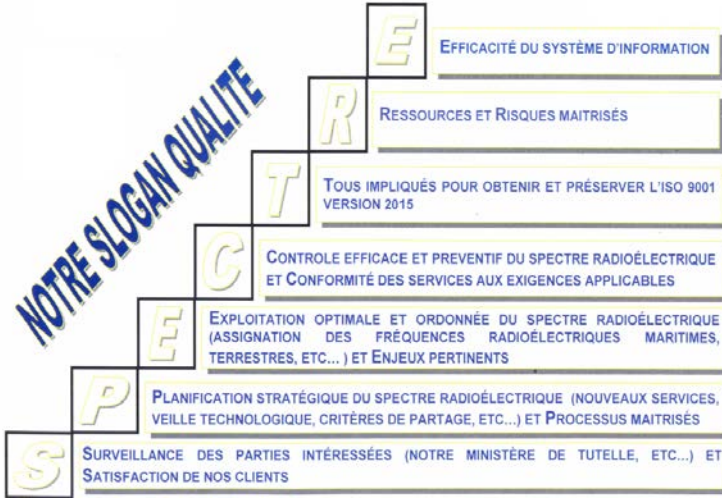 E
EFFICACITÉ DU SYSTÈME D'INFORMATION
R
RESSOURCES ET RISQUES MAITRISÉS
NOTRE SLOGAN QUALITE
T
TOUS IMPLIQUÉS POUR OBTENIR ET PRÉSERVER L'ISO 9001
VERSION 2015
C
CONTROLE EFFICACE ET PREVENTIF DU SPECTRE RADIOÉLECTRIQUE
ET CONFORMITÉ DES SERVICES AUX EXIGENCES APPLICABLES
E
EXPLOITATION OPTIMALE ET ORDONNÉE DU SPECTRE RADIOÉLECTRIQUE
(ASSIGNATION DES FRÉQUENCES RADIOÉLECTRIQUES MARITIMES,
TERRESTRES, ETC... ) ET ENJEUX PERTINENTS
P
PLANIFICATION STRATÉGIQUE DU SPECTRE RADIOÉLECTRIQUE (NOUVEAUX SERVICES,
VEILLE TECHNOLOGIQUE, CRITÈRES DE PARTAGE, ETC...) ET PROCESSUS MAITRISÉS
S
SURVEILLANCE DES PARTIES INTÉRESSÉES (NOTRE MINISTÈRE DE TUTELLE, ETC...) ET
SATISFACTION DE NOS CLIENTS